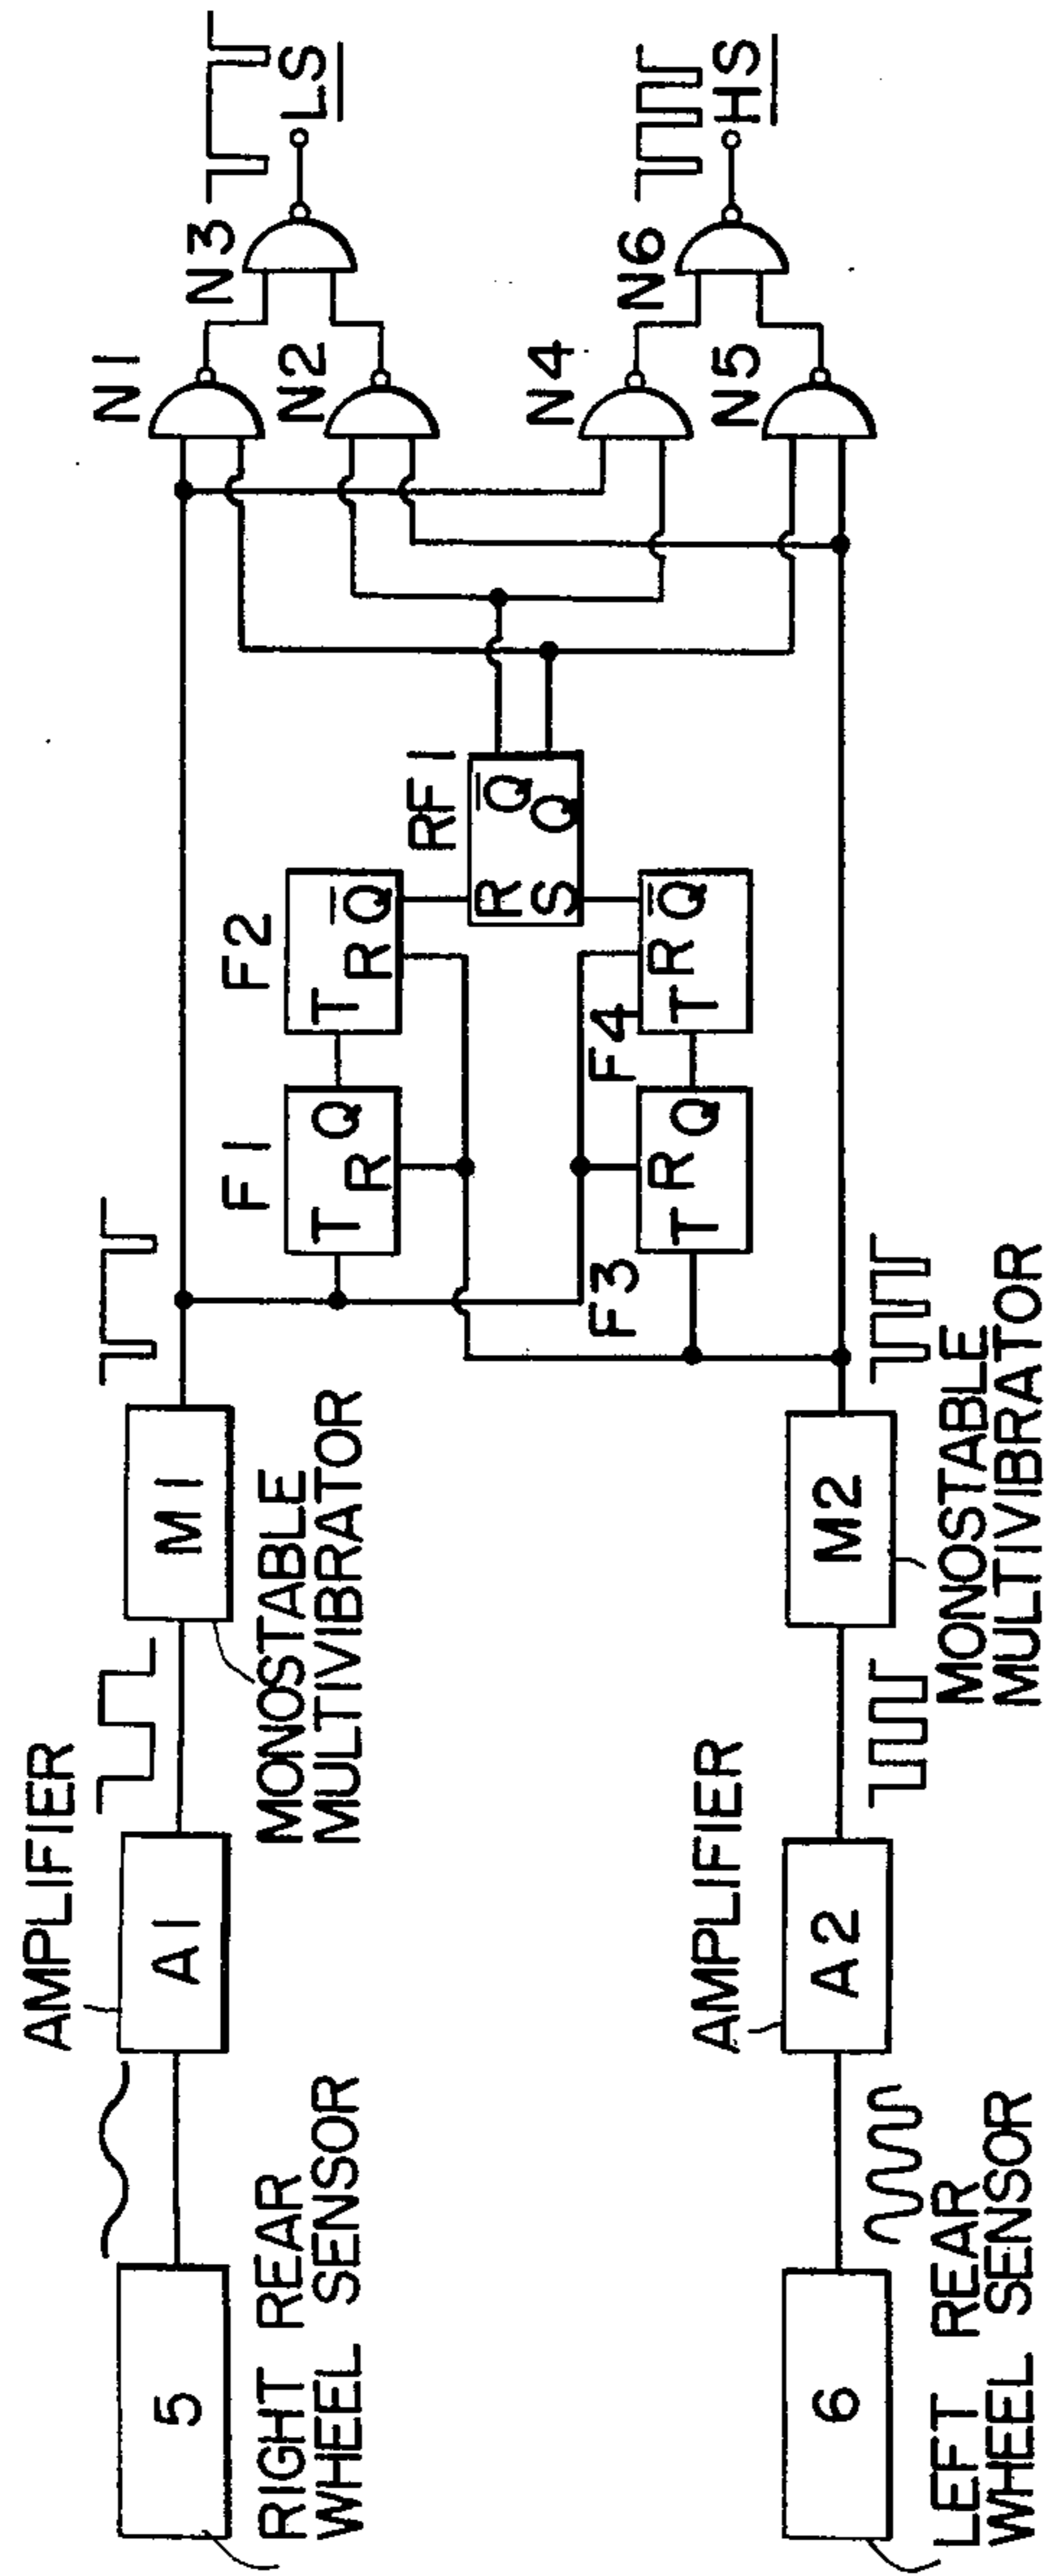 5
RIGHT REAR
WHEEL SENSOR
AMPLIFIER
A1
M1
MONOSTABLE
MULTIVIBRATOR
F1
T
Q
R
F2
T
Q̅
R
RF1
R
Q̅
S
Q
F3
T
R
Q
F4
T
R
Q̅
N1
N2
N3
LS
N4
N5
N6
HS
6
LEFT REAR
WHEEL SENSOR
AMPLIFIER
A2
M2
MONOSTABLE
MULTIVIBRATOR